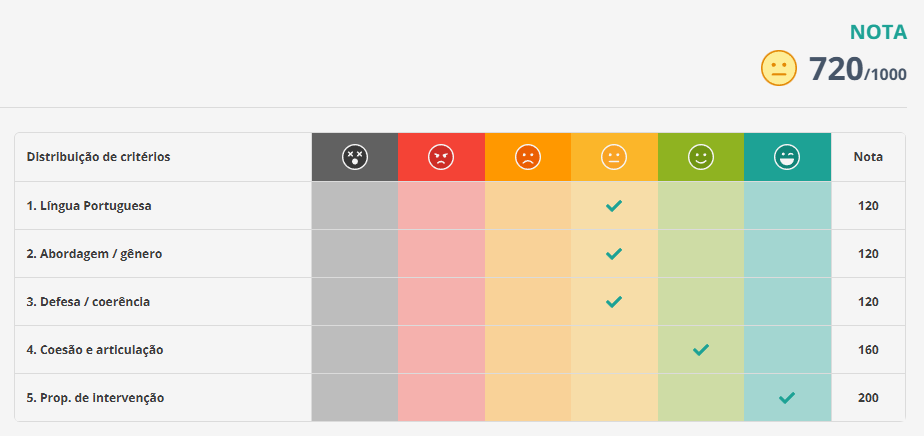 NOTA
720/1000
Distribuição de critérios Nota
1. Língua Portuguesa 120
2. Abordagem / gênero 120
3. Defesa / coerência 120
4. Coesão e articulação 160
5. Prop. de Intervenção 200